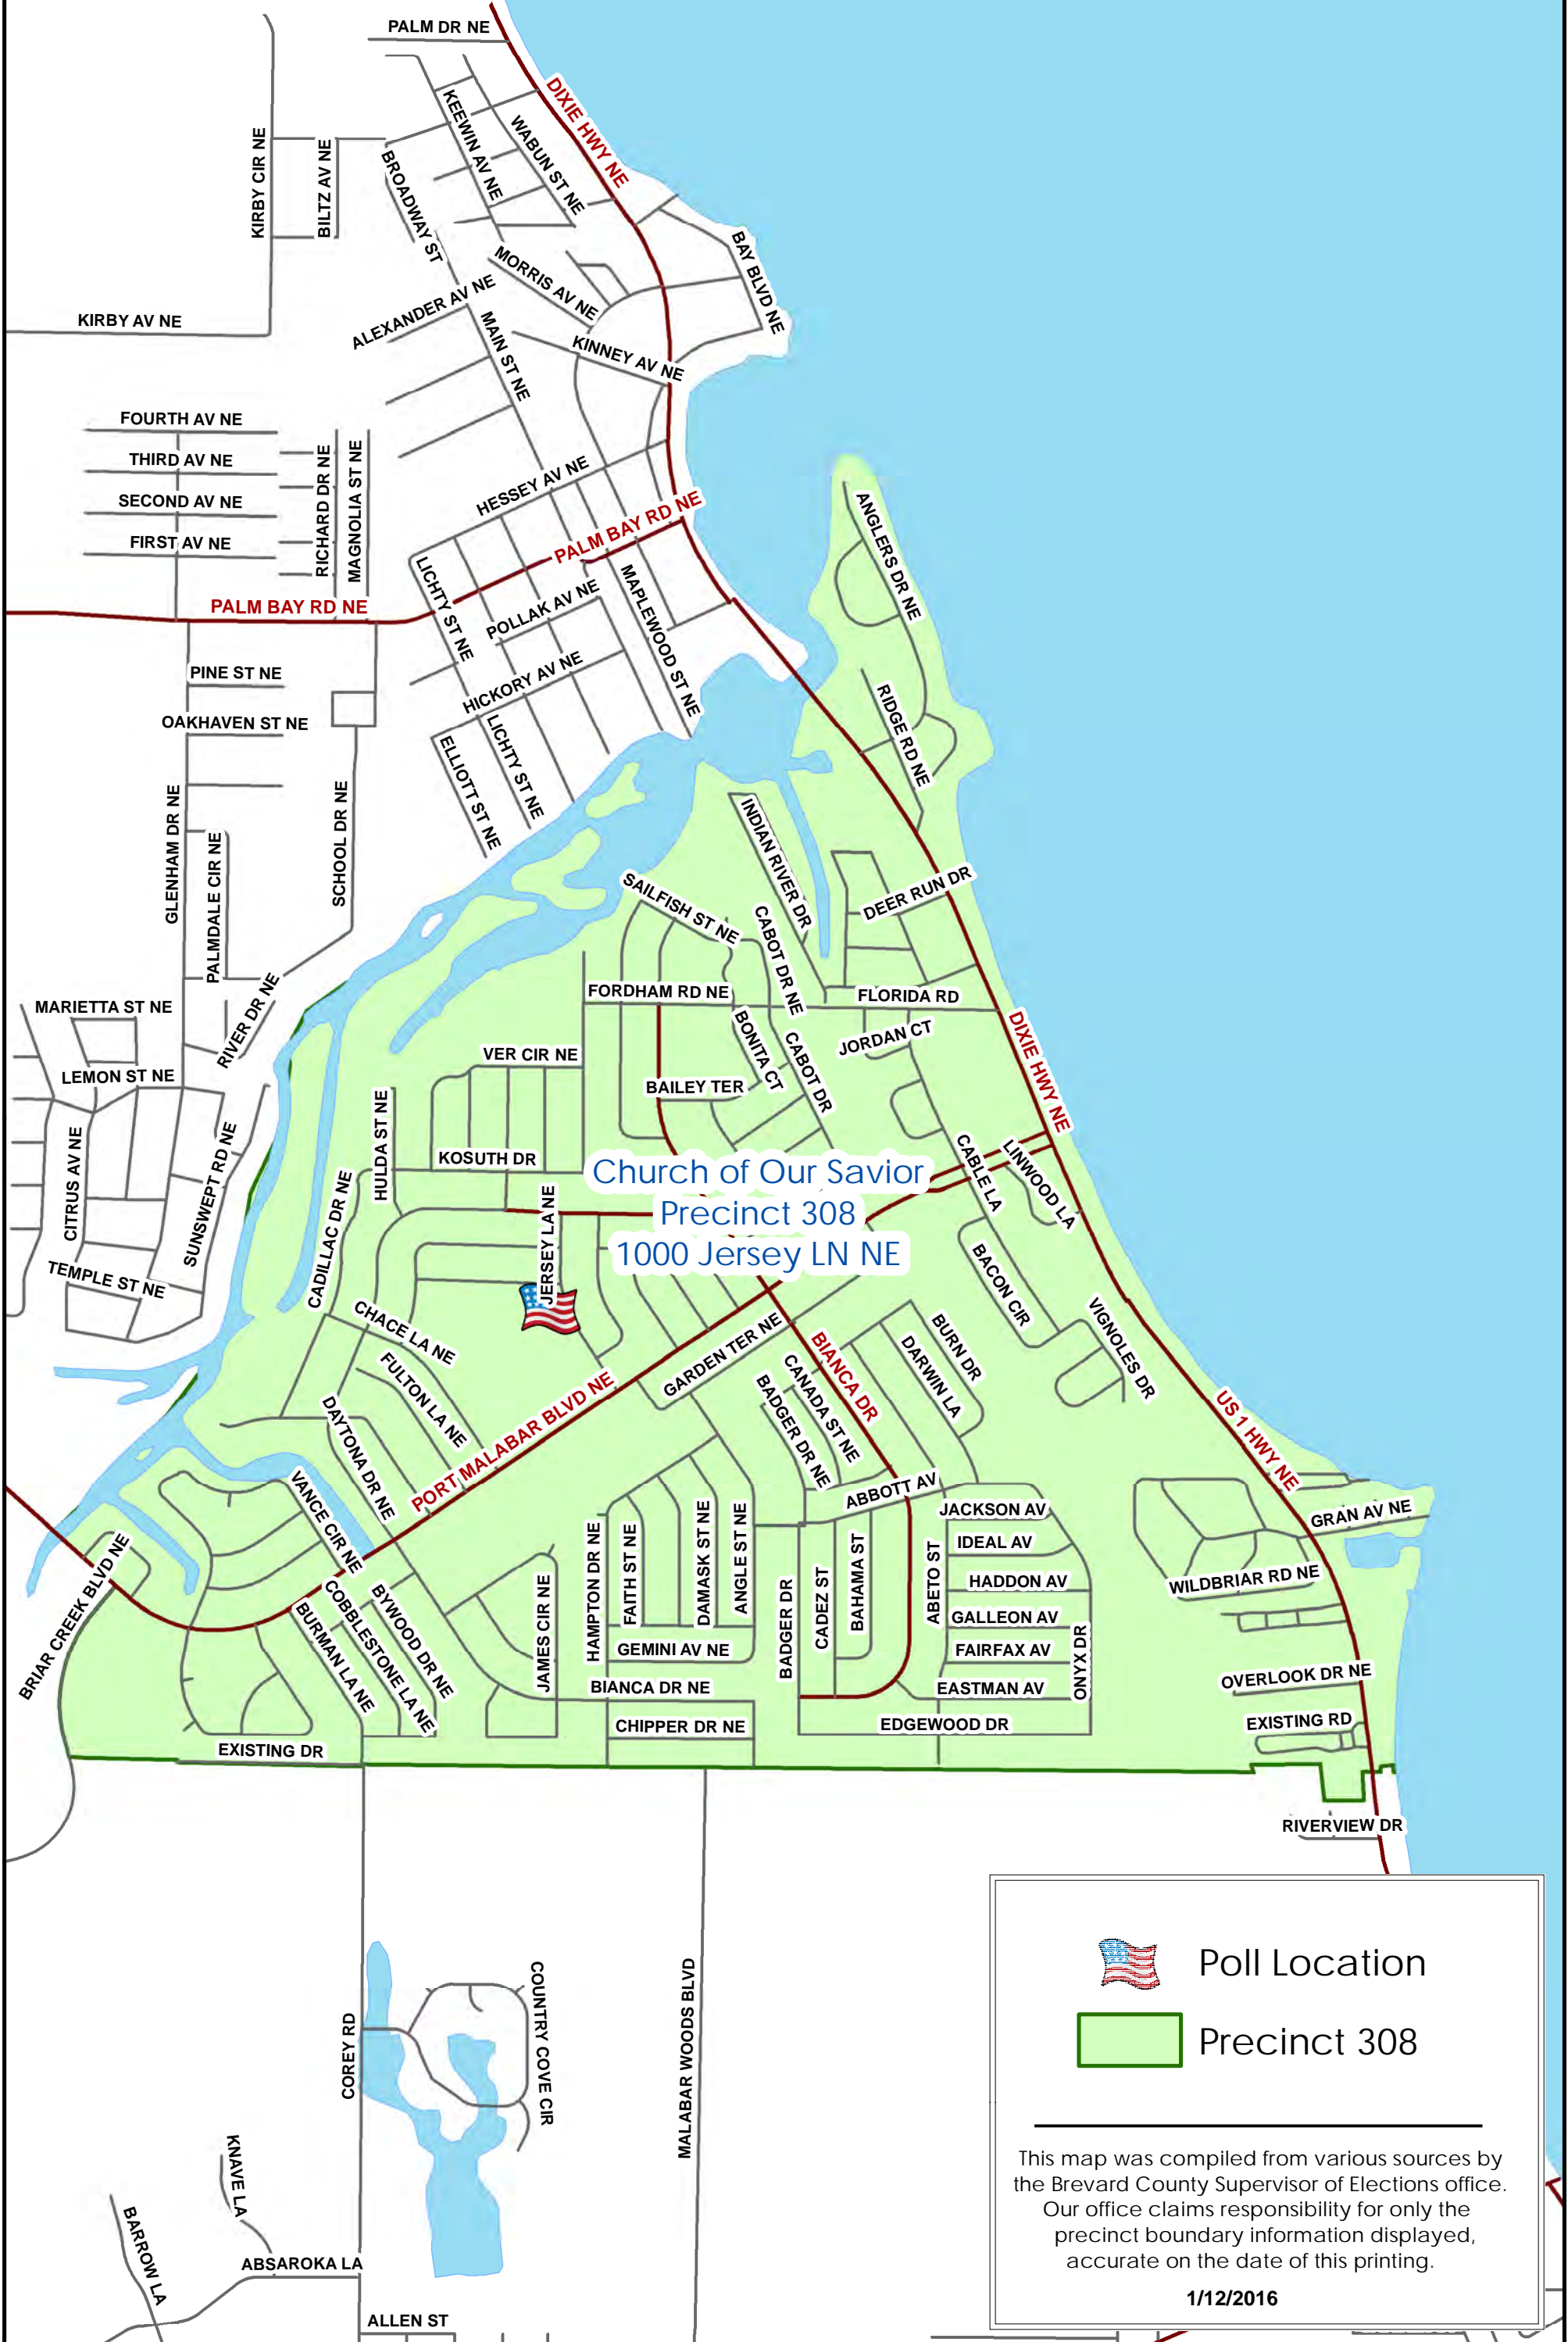 PALM DR NE
DIXIE HWY NE
KEEWIN AV NE
WABUN ST NE
KIRBY CIR NE
BILTZ AV NE
BROADWAY ST
BAY BLVD NE
MORRIS AV NE
ALEXANDER AV NE
KIRBY AV NE
MAIN ST NE
KINNEY AV NE
FOURTH AV NE
THIRD AV NE
SECOND AV NE
FIRST AV NE
RICHARD DR NE
MAGNOLIA ST NE
HESSEY AV NE
PALM BAY RD NE
ANGLERS DR NE
PALM BAY RD NE
LICHTY ST NE
POLLAK AV NE
MAPLEWOOD ST NE
PINE ST NE
HICKORY AV NE
RIDGE RD NE
OAKHAVEN ST NE
LICHTY ST NE
ELLIOTT ST NE
GLENHAM DR NE
PALMDALE CIR NE
SCHOOL DR NE
INDIAN RIVER DR
SAILFISH ST NE
DEER RUN DR
CABOT DR NE
FORDHAM RD NE
FLORIDA RD
MARIETTA ST NE
RIVER DR NE
BONITA CT
JORDAN CT
DIXIE HWY NE
VER CIR NE
CABOT DR
LEMON ST NE
BAILEY TER
HULDA ST NE
CITRUS AV NE
SUNSWEPT RD NE
KOSUTH DR
CABLE LA
LINWOOD LA
Church of Our Savior
Precinct 308
1000 Jersey LN NE
JERSEY LA NE
CADILLAC DR NE
TEMPLE ST NE
BACON CIR
CHACE LA NE
VIGNOLES DR
FULTON LA NE
GARDEN TER NE
BIANCA DR
BURN DR
DARWIN LA
CANADA ST NE
BADGER DR NE
PORT MALABAR BLVD NE
DAYTONA DR NE
US 1 HWY NE
VANCE CIR NE
ABBOTT AV
JACKSON AV
GRAN AV NE
IDEAL AV
HAMPTON DR NE
FAITH ST NE
DAMASK ST NE
ANGLE ST NE
BRIAR CREEK BLVD NE
BADGER DR
CADEZ ST
BAHAMA ST
ABETO ST
HADDON AV
WILDBRIAR RD NE
COBBLESTONE LA NE
BYWOOD DR NE
BURMAN LA NE
JAMES CIR NE
GALLEON AV
GEMINI AV NE
FAIRFAX AV
ONYX DR
OVERLOOK DR NE
BIANCA DR NE
EASTMAN AV
CHIPPER DR NE
EDGEWOOD DR
EXISTING RD
EXISTING DR
RIVERVIEW DR
COREY RD
COUNTRY COVE CIR
MALABAR WOODS BLVD
KNAVE LA
BARROW LA
ABSAROKA LA
ALLEN ST
Poll Location
Precinct 308
This map was compiled from various sources by
the Brevard County Supervisor of Elections office.
Our office claims responsibility for only the
precinct boundary information displayed,
accurate on the date of this printing.
1/12/2016